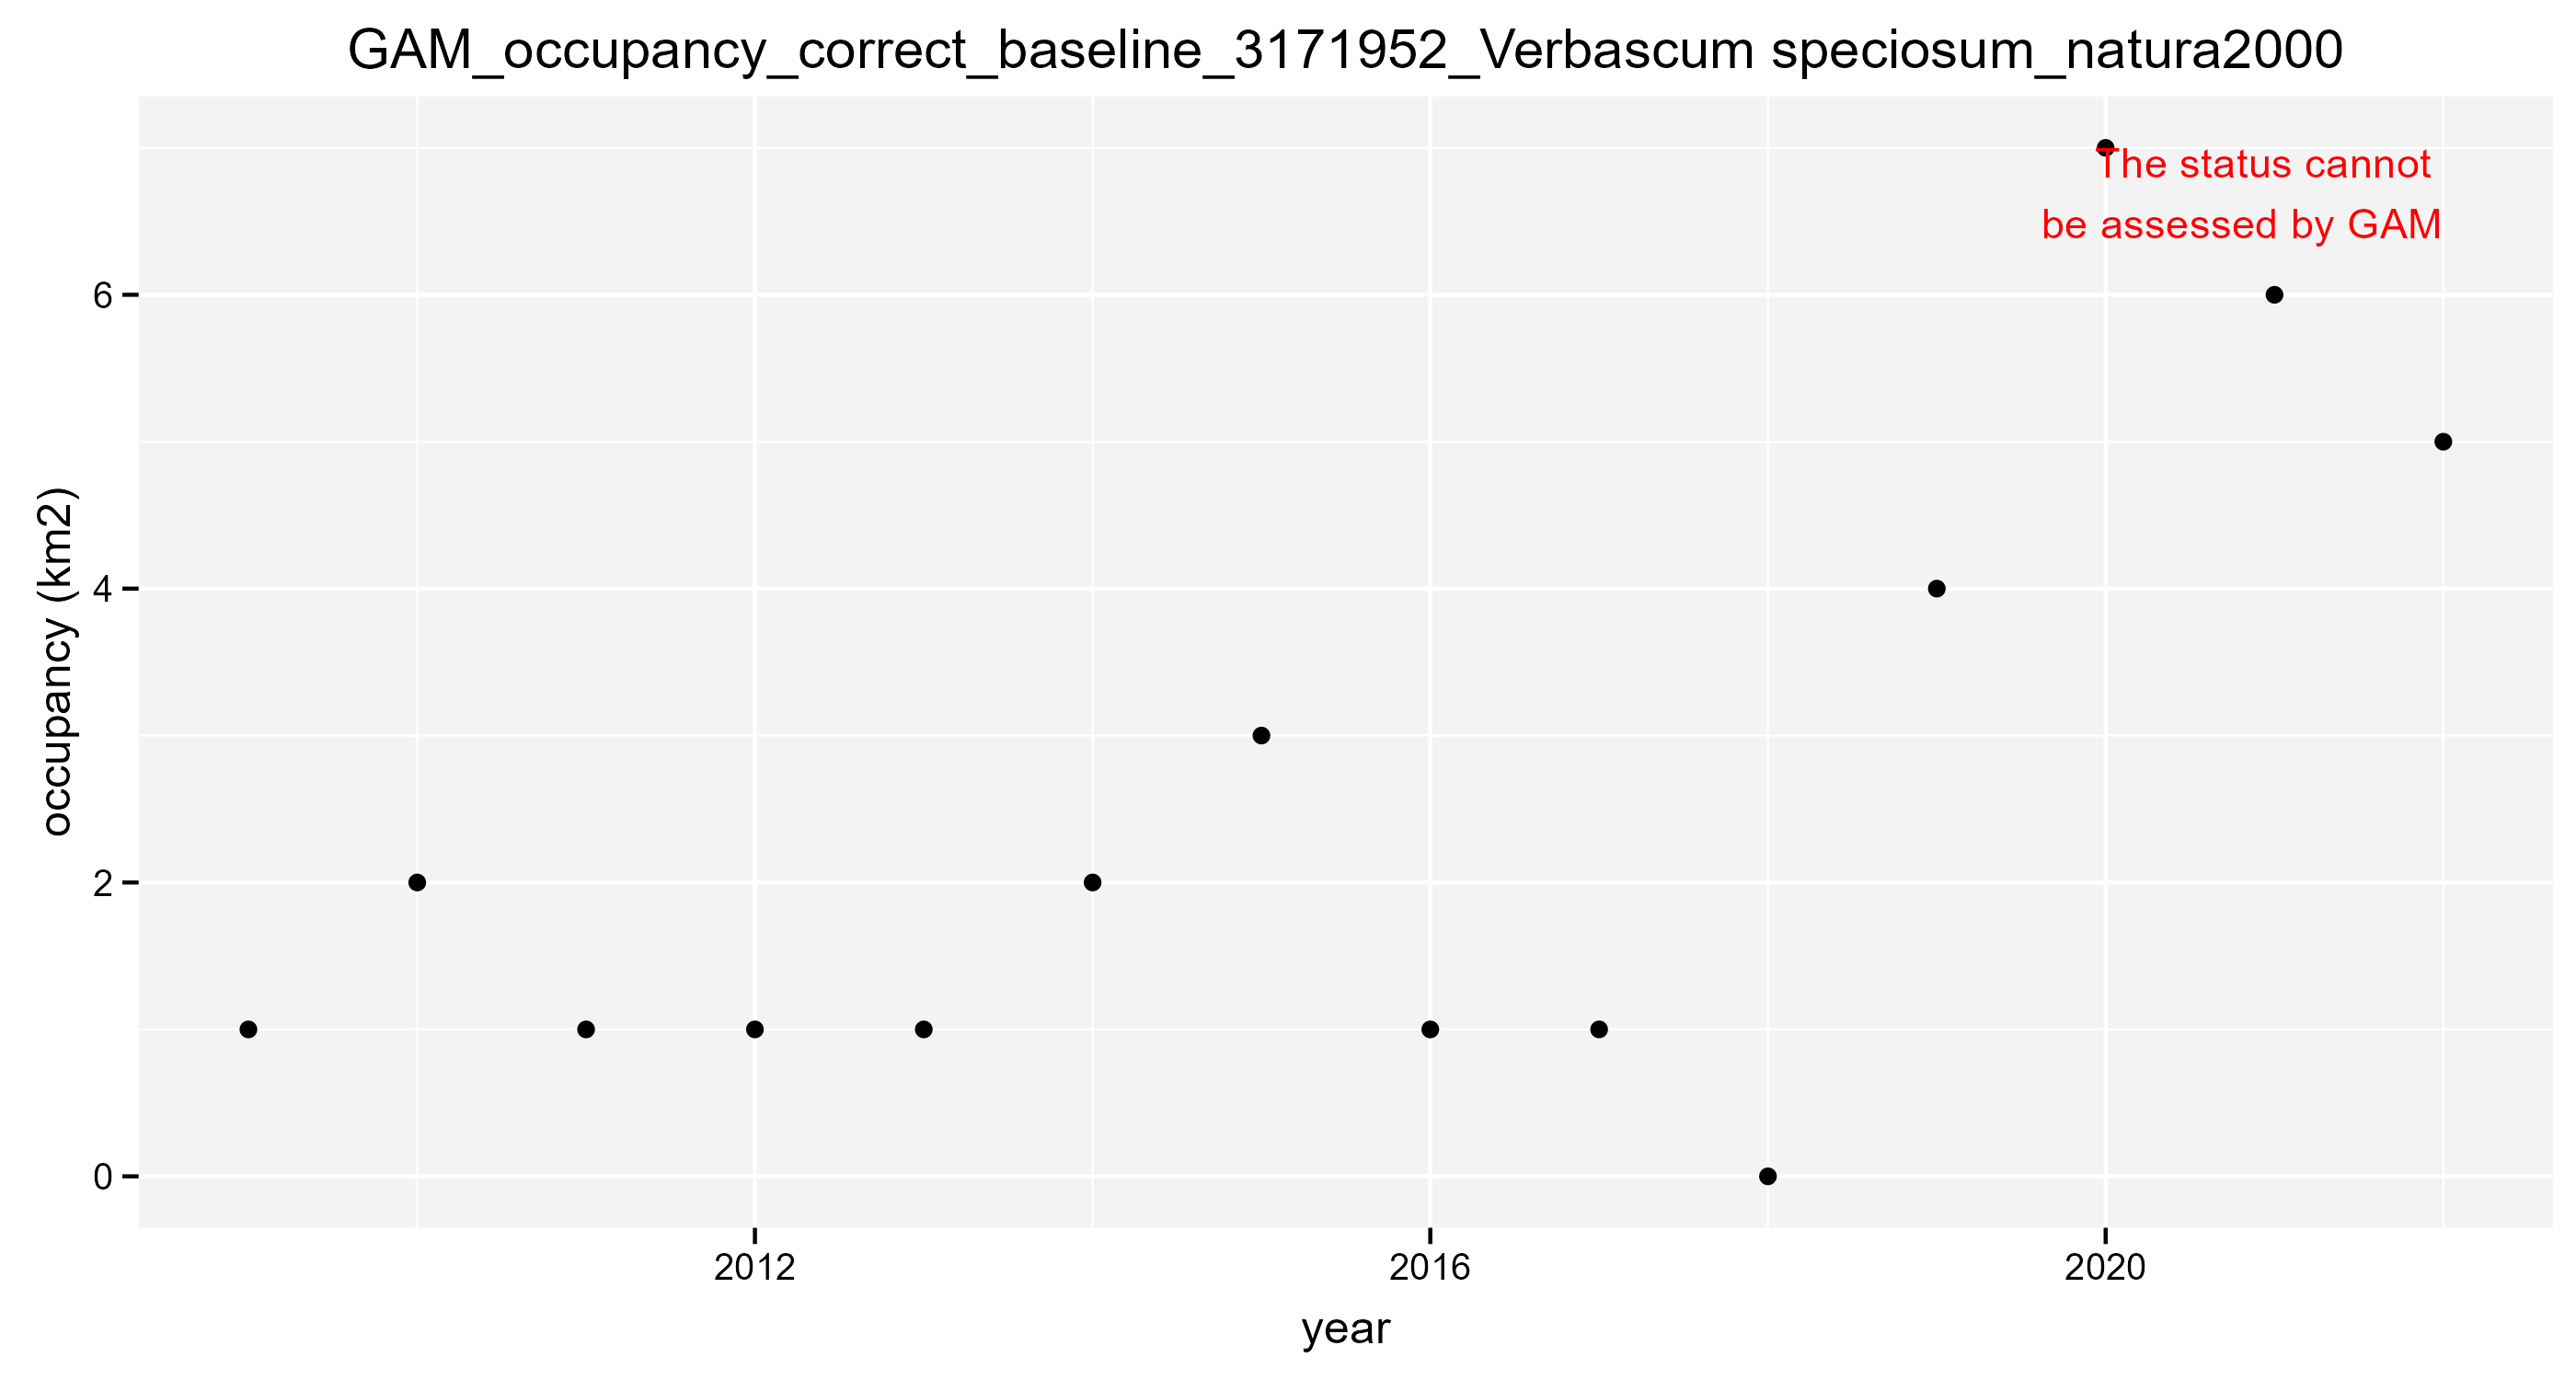 GAM_occupancy_correct_baseline_3171952_Verbascum speciosum_natura2000
The status cannot
be assessed by GAM
occupancy (km2)
6
4
2
0
2012
2016
2020
year